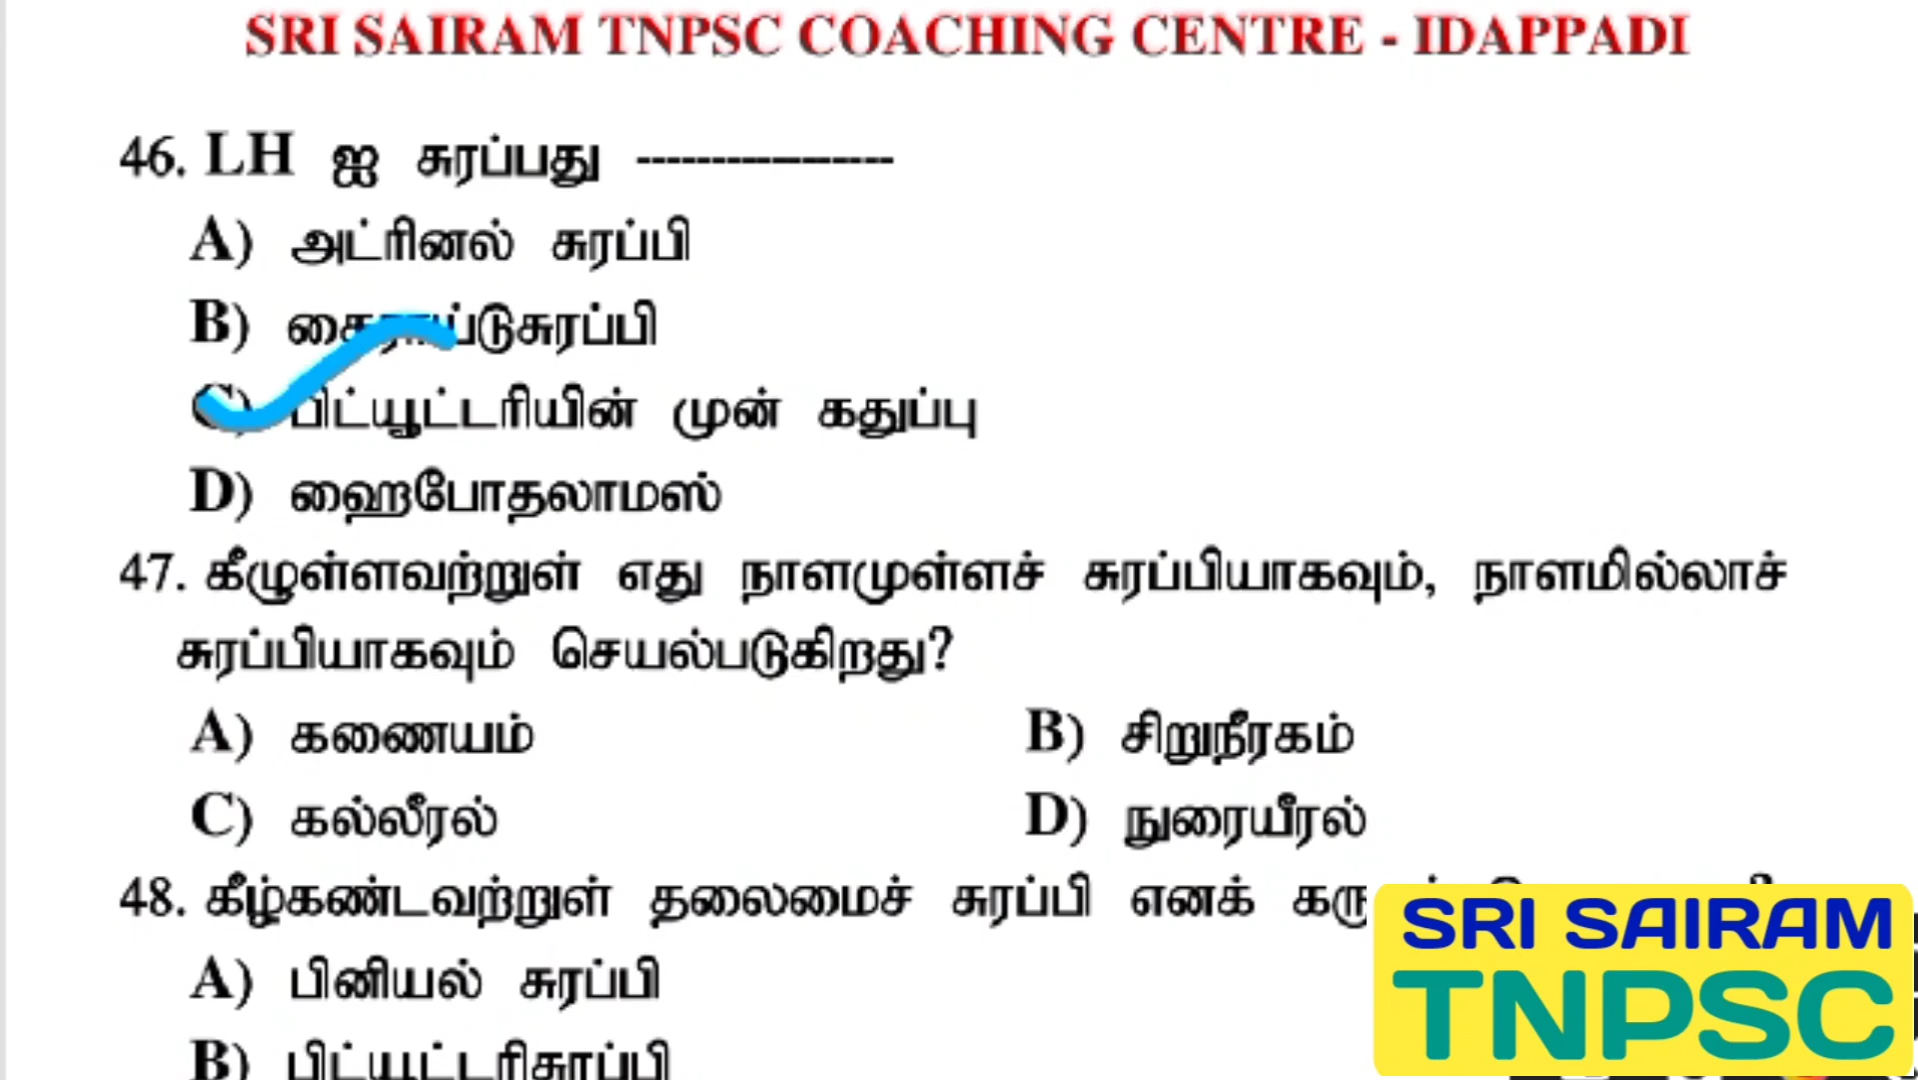 SRI SAIRAM TNPSC COACHING CENTRE - IDAPPADI
46. LH ஐ சுரப்பது -----------------
A) அட்ரினல் சுரப்பி
B) தைராய்டுசுரப்பி
C) பிட்யூட்டரியின் முன் கதுப்பு
D) ஹைபோதலாமஸ்
47. கீழுள்ளவற்றுள் எது நாளமுள்ளச் சுரப்பியாகவும், நாளமில்லாச்
சுரப்பியாகவும் செயல்படுகிறது?
A) கணையம் B) சிறுநீரகம்
C) கல்லீரல் D) நுரையீரல்
48. கீழ்கண்டவற்றுள் தலைமைச் சுரப்பி எனக்
A) பினியல் சுரப்பி
B) பிட்யூட்டரிசுரப்பி
SRI SAIRAM
TNPSC